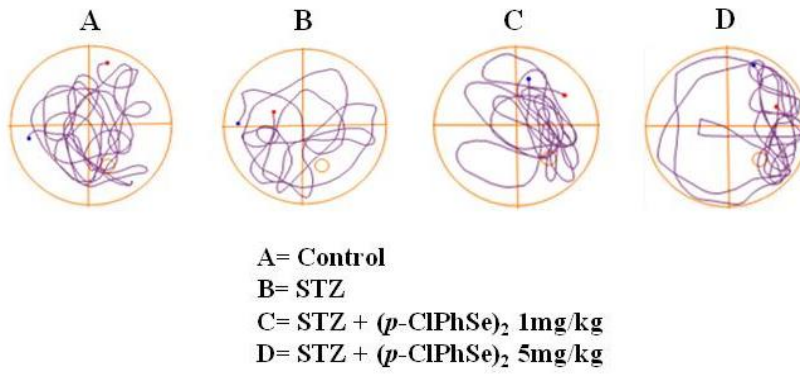 A B C D
A= Control
B= STZ
C= STZ + (p-ClPhSe)₂ 1mg/kg
D= STZ + (p-ClPhSe)₂ 5mg/kg